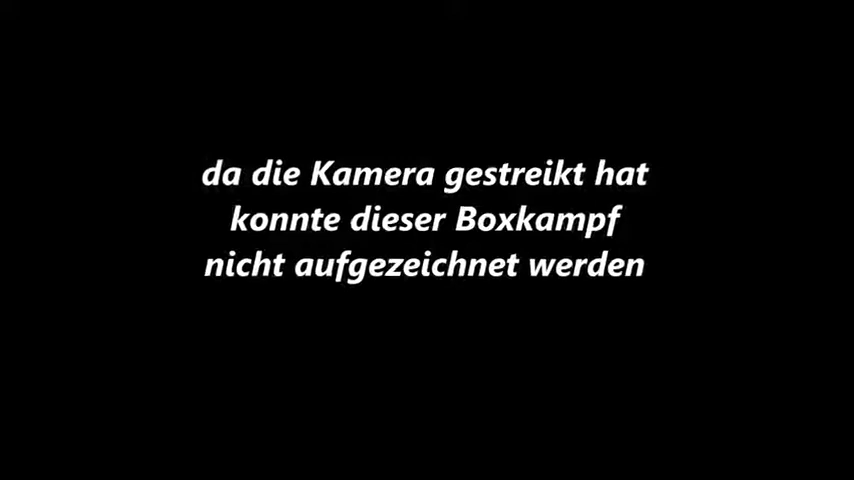 da die Kamera gestreikt hat
konnte dieser Boxkampf
nicht aufgezeichnet werden